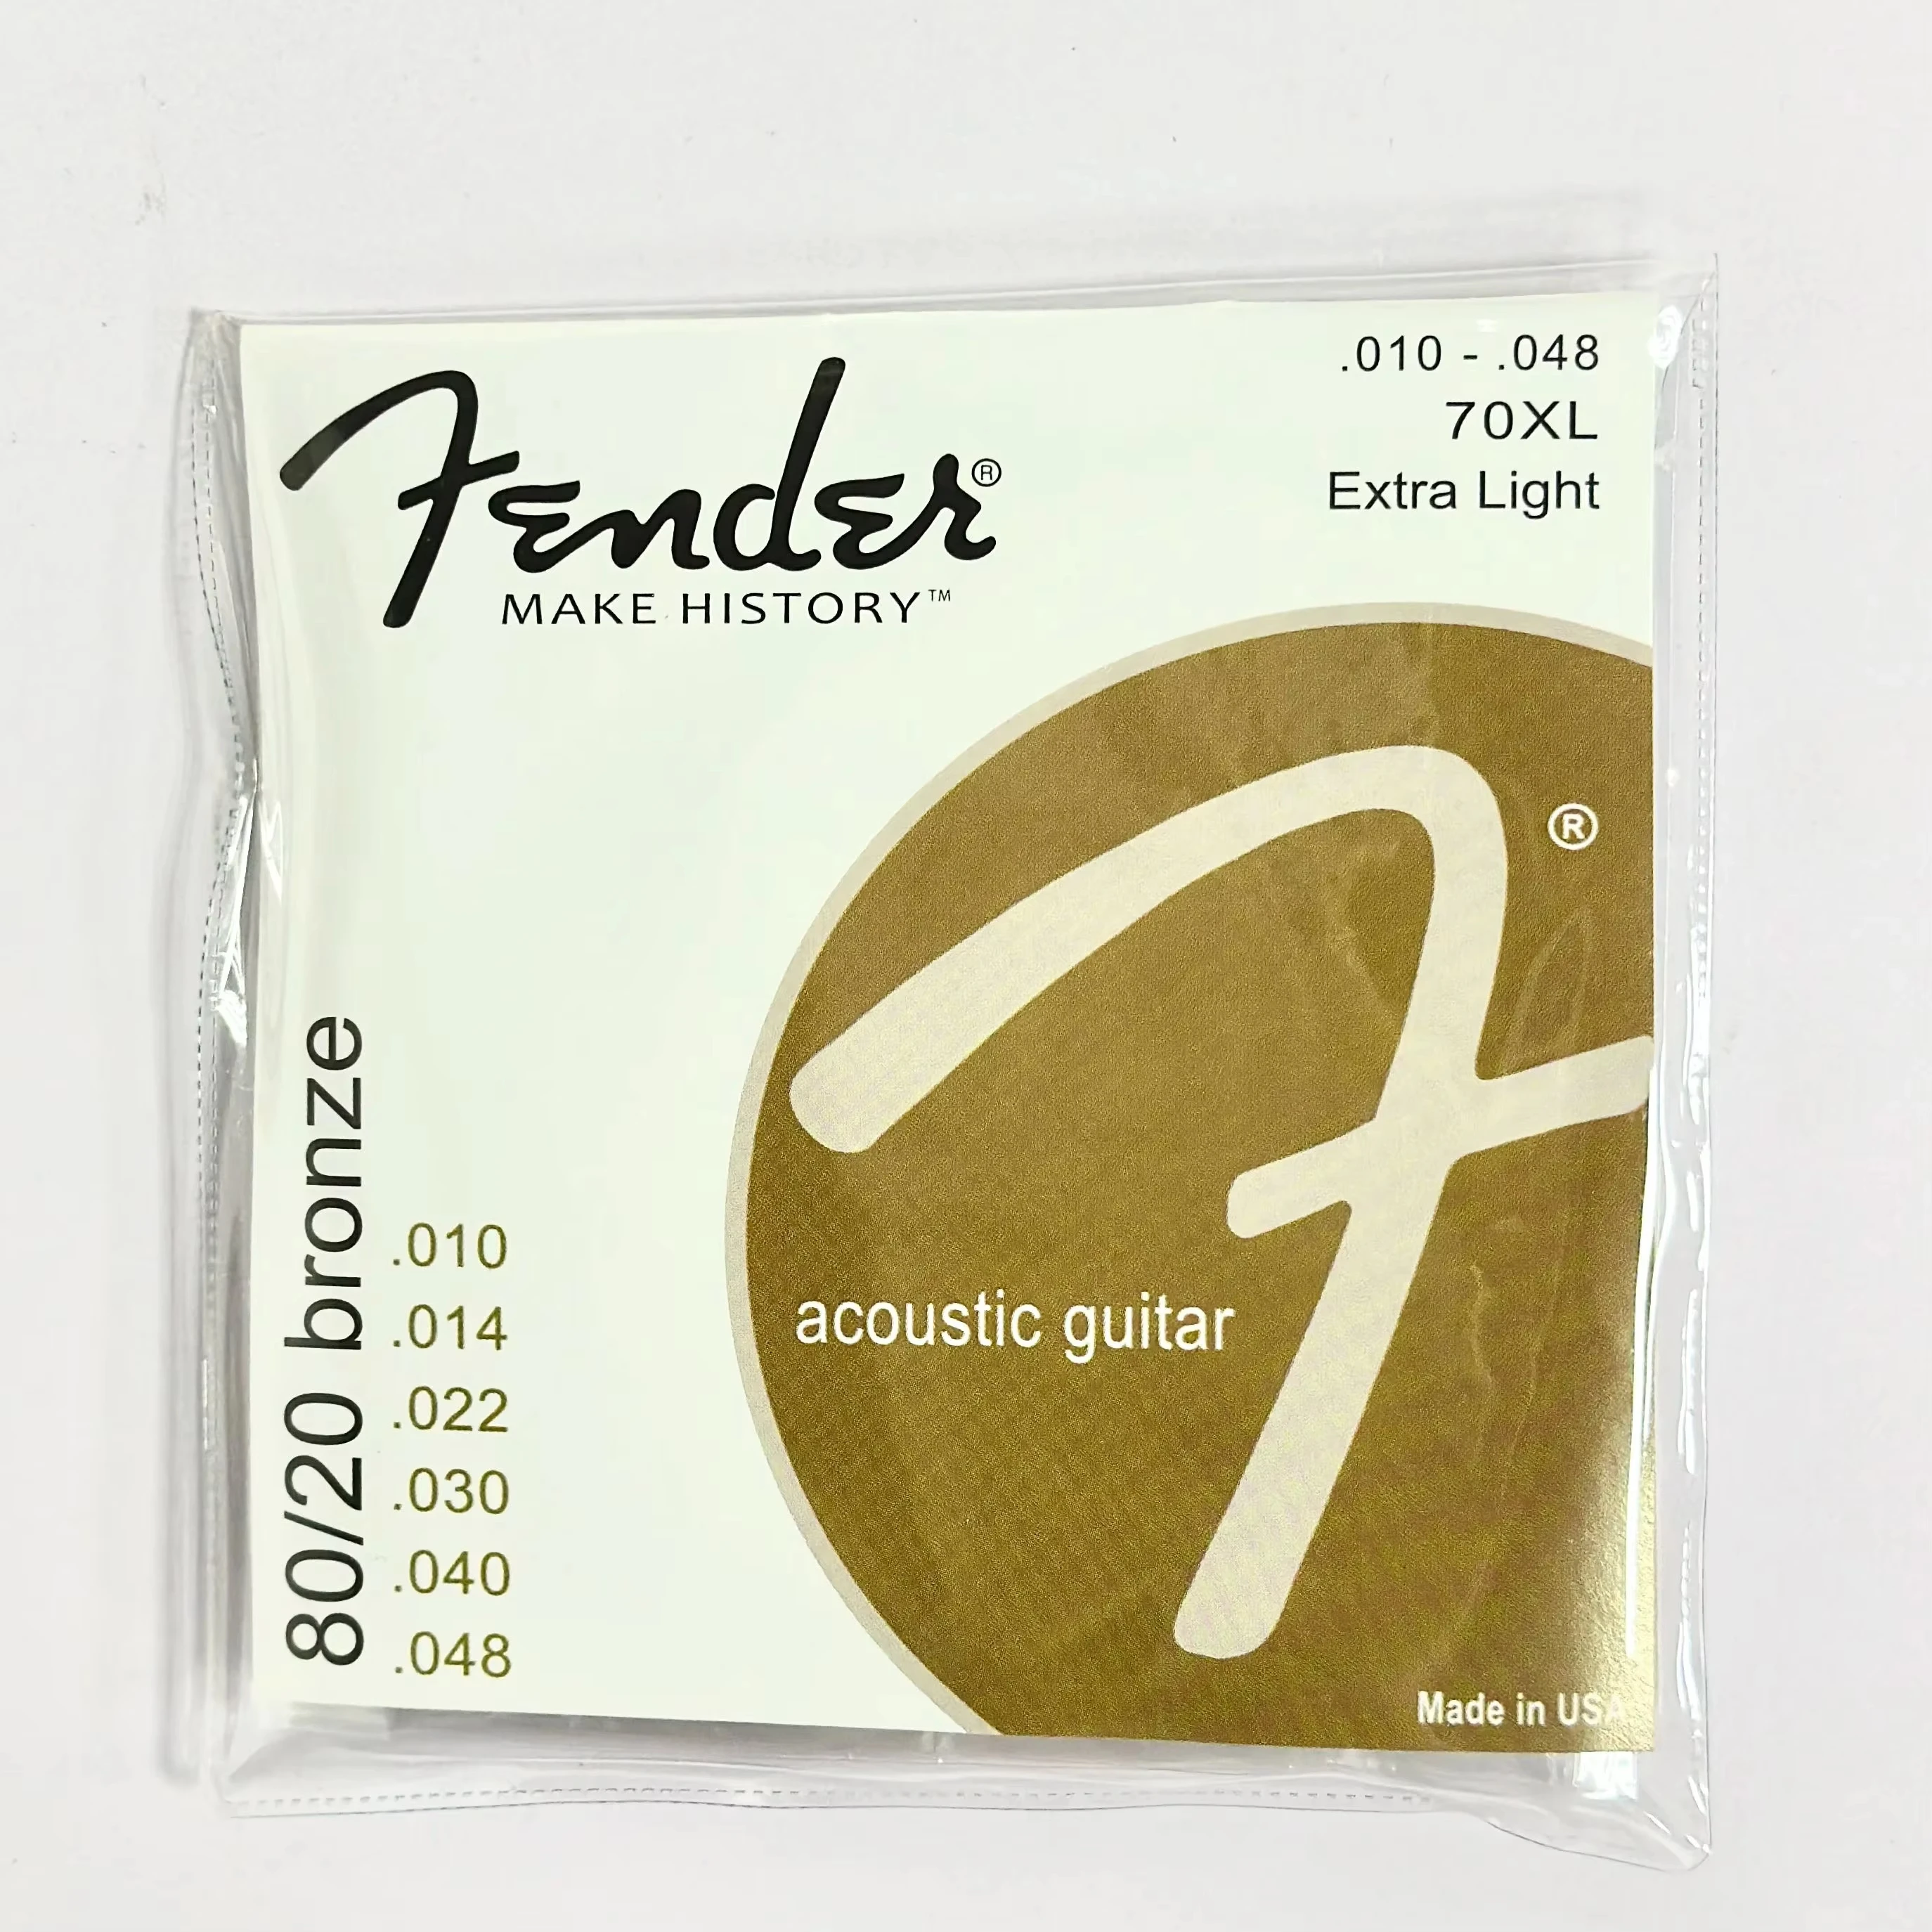 Fender®
MAKE HISTORY™
.010 - .048
70XL
Extra Light
®
80/20 bronze
.010
.014
.022
.030
.040
.048
acoustic guitar
Made in USA